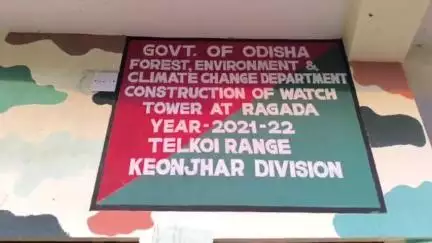 GOVT. OF ODISHA
FOREST, ENVIRONMENT &
CLIMATE CHANGE DEPARTMENT
CONSTRUCTION OF WATCH
TOWER AT RAGADA
YEAR-2021-22
TELKOI RANGE
KEONJHAR DIVISION